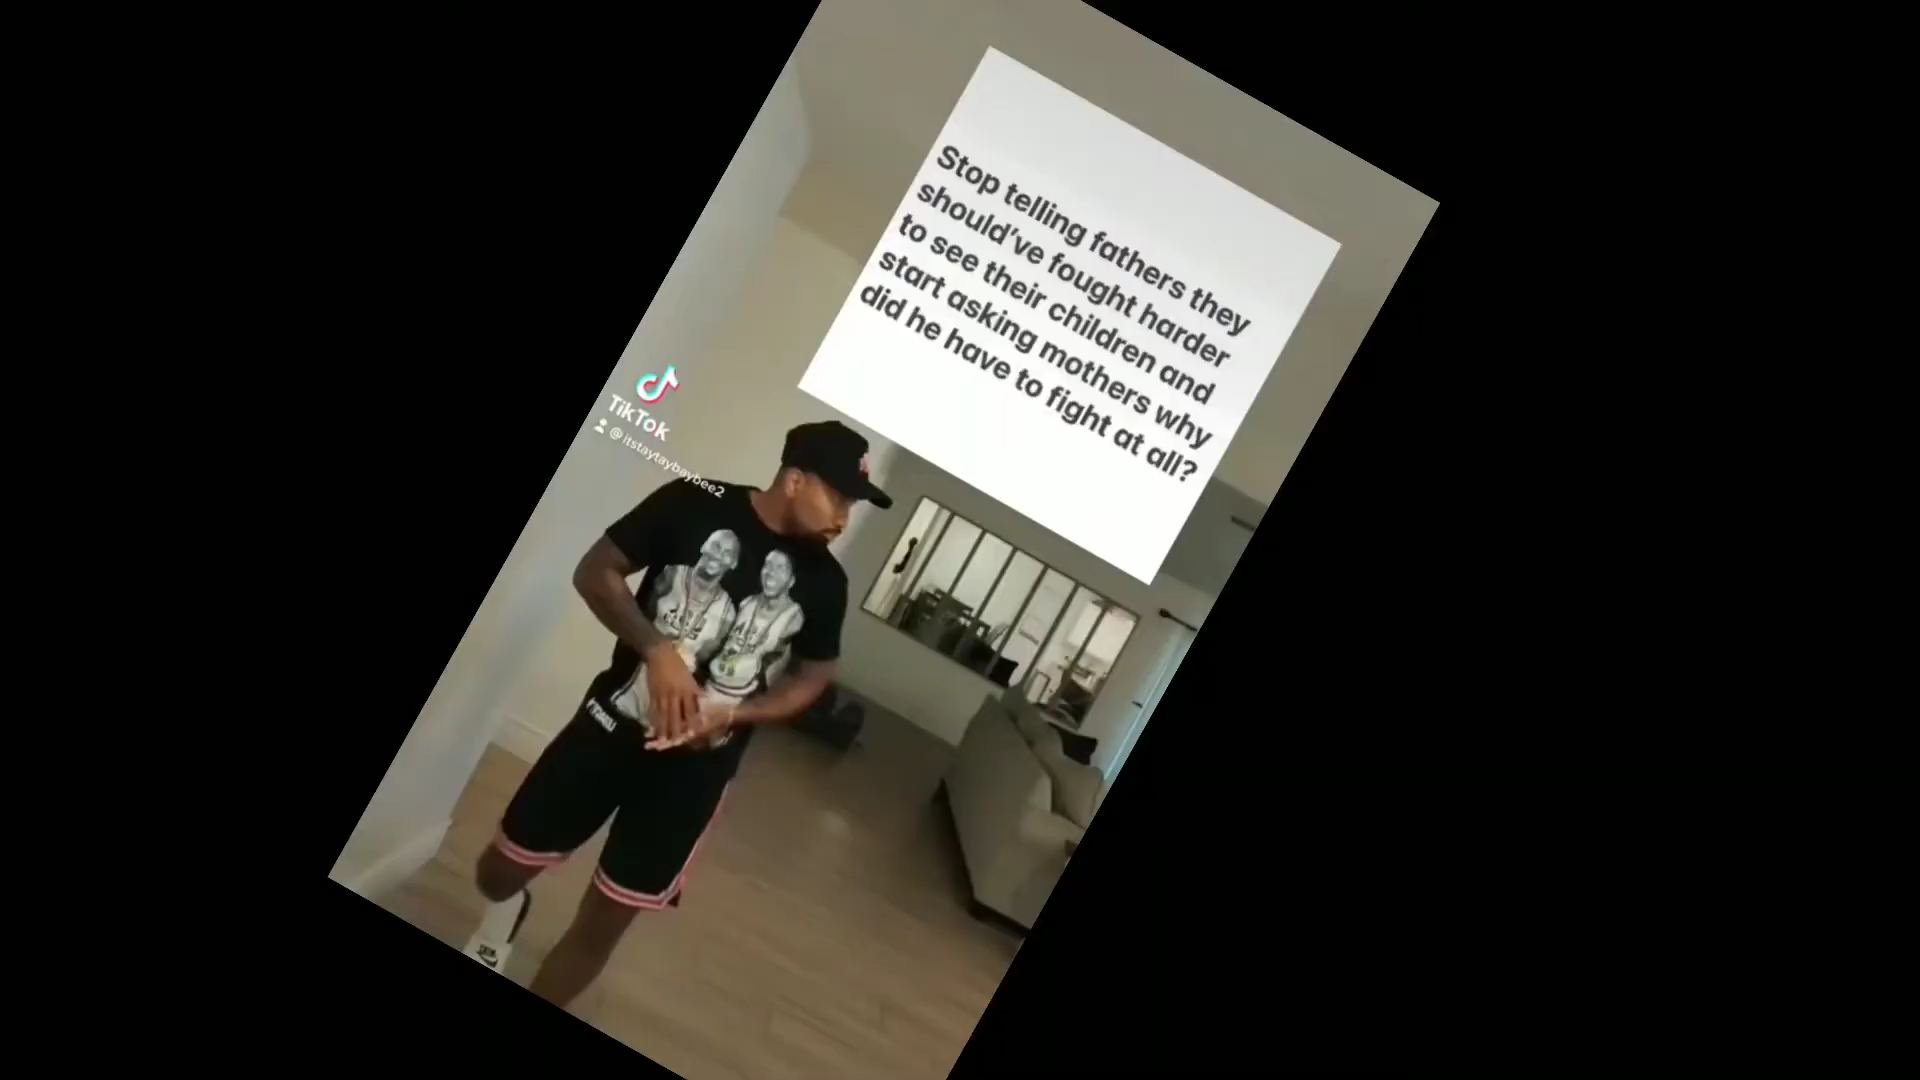 Stop telling fathers they
should've fought harder
to see their children and
start asking mothers why
did he have to fight at all?
TikTok
@itstaytaybaybee2